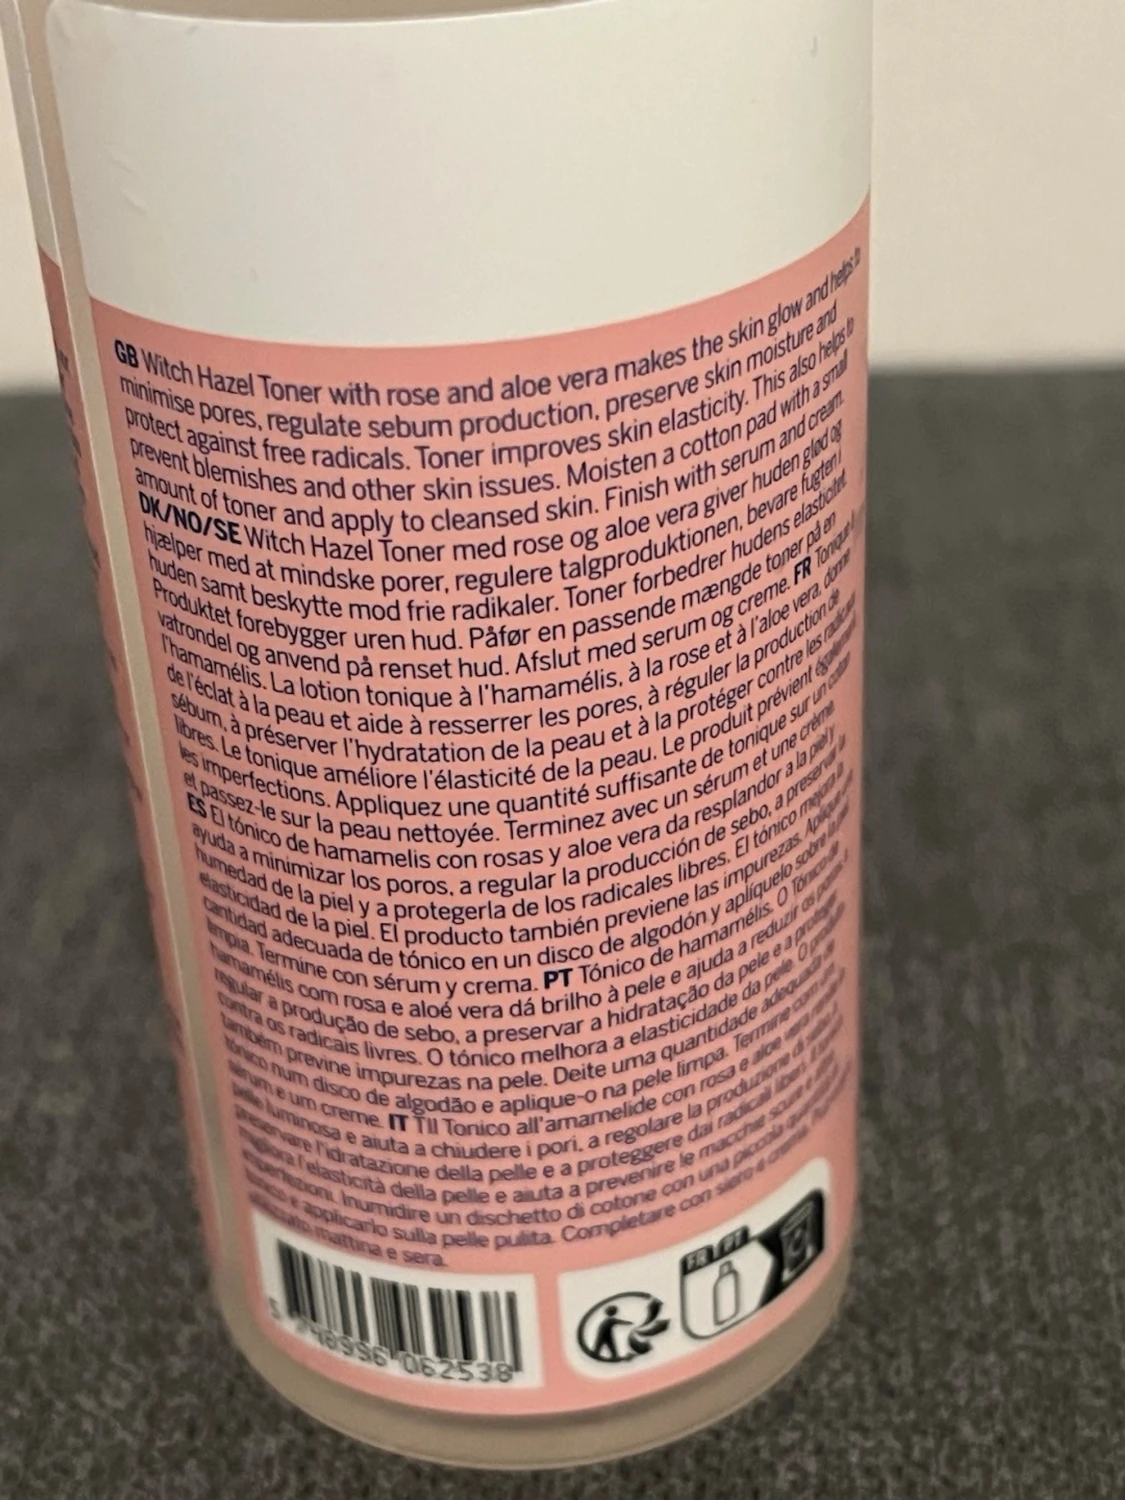 GB Witch Hazel Toner with rose and aloe vera makes the skin glow and helps to
minimise pores, regulate sebum production, preserve skin moisture and
protect against free radicals. Toner improves skin elasticity. This also helps to
prevent blemishes and other skin issues. Moisten a cotton pad with a small
amount of toner and apply to cleansed skin. Finish with serum and cream.
DK/NO/SE Witch Hazel Toner med rose og aloe vera giver huden glød og
hjælper med at mindske porer, regulere talgproduktionen, bevare fugten i
huden samt beskytte mod frie radikaler. Toner forbedrer hudens elasticitet.
Produktet forebygger uren hud. Påfør en passende mængde toner på en
vatrondel og anvend på renset hud. Afslut med serum og creme. FR Tonique à
l'hamamélis. La lotion tonique à l'hamamélis, à la rose et à l'aloe vera, donne
de l'éclat à la peau et aide à resserrer les pores, à réguler la production de
sébum, à préserver l'hydratation de la peau et à la protéger contre les radicaux
libres. Le tonique améliore l'élasticité de la peau. Le produit prévient également
les imperfections. Appliquez une quantité suffisante de tonique sur un coton
et passez-le sur la peau nettoyée. Terminez avec un sérum et une crème.
ES El tónico de hamamelis con rosas y aloe vera da resplandor a la piel y
ayuda a minimizar los poros, a regular la producción de sebo, a preservar la
humedad de la piel y a protegerla de los radicales libres. El tónico mejora la
elasticidad de la piel. El producto también previene las impurezas. Aplique una
cantidad adecuada de tónico en un disco de algodón y aplíquelo sobre la piel
limpia. Termine con sérum y crema. PT Tónico de hamamélis. O Tónico de
hamamélis com rosa e aloé vera dá brilho à pele e ajuda a reduzir os poros, a
regular a produção de sebo, a preservar a hidratação da pele e a proteger
contra os radicais livres. O tónico melhora a elasticidade da pele. O produto
também previne impurezas na pele. Deite uma quantidade adequada de
tónico num disco de algodão e aplique-o na pele limpa. Termine com um
sérum e um creme. IT TII Tonico all'amamelide con rosa e aloe vera rende la
pelle luminosa e aiuta a chiudere i pori, a regolare la produzione di sebo, a
preservare l'idratazione della pelle e a proteggere dai radicali liberi. Il tonico
migliora l'elasticità della pelle e aiuta a prevenire le macchie scure e altre
imperfezioni. Inumidire un dischetto di cotone con una piccola quantità di
tonico e applicarlo sulla pelle pulita. Completare con siero e crema.
mattina e sera.
5 748996 062538
FR PT